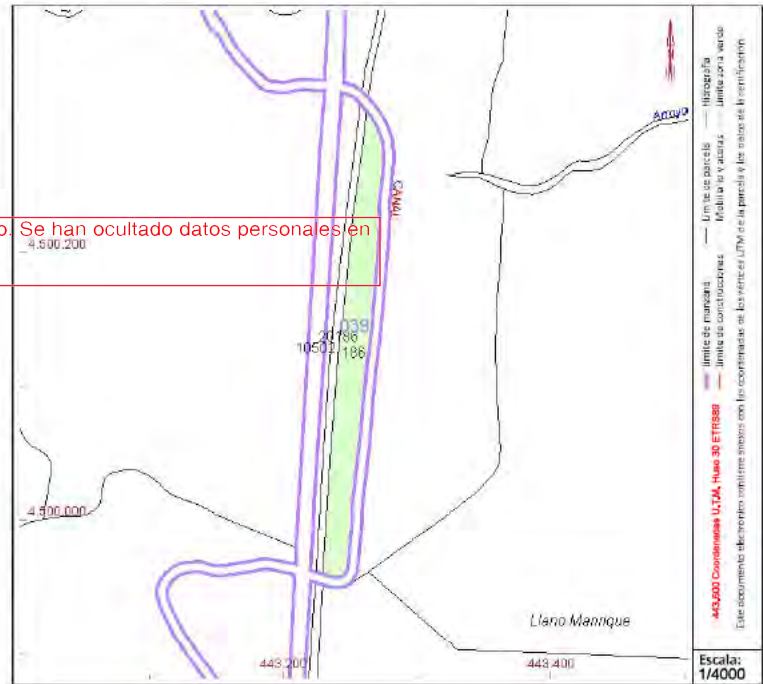 Arroyo
CANAL
o. Se han ocultado datos personales en
4.500.200
039
20186
10502 186
4.500.000
Llano Manrique
443.200
443.400
Límite de manzana
Límite de parcela
Hidrografía
Límite de construcciones
Mobiliario y aceras
Límite zona verde
443,600 Coordenadas U.T.M. Huso 30 ETRS89
Este documento electrónico contiene anexos con las coordenadas de los vértices UTM de la parcela y los datos de la certificación
Escala:
1/4000